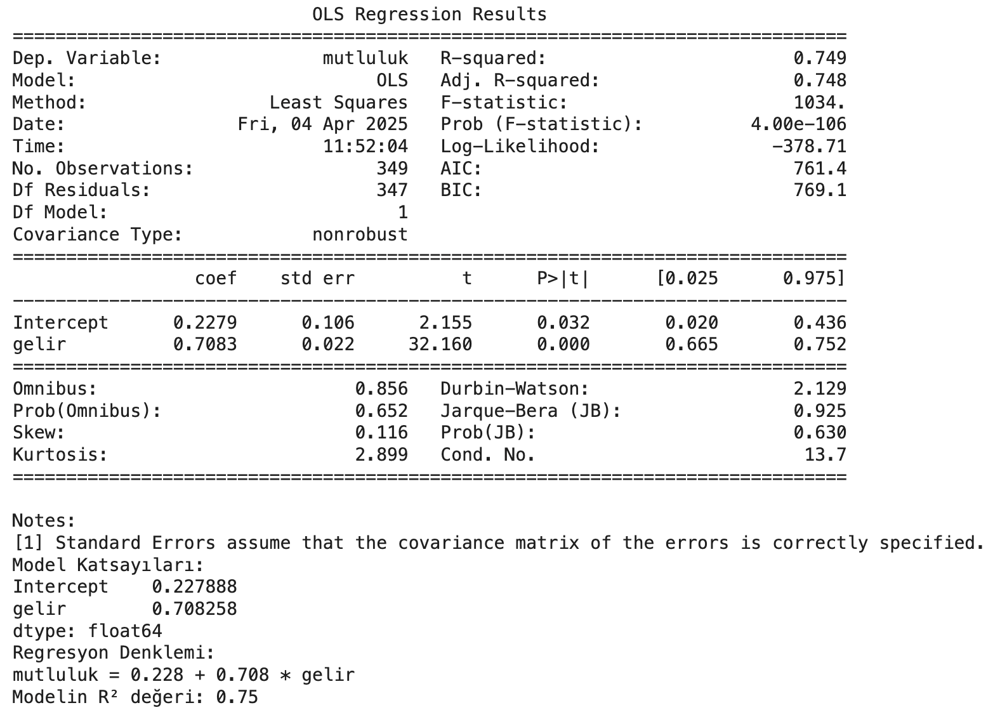 OLS Regression Results
==============================================================================
Dep. Variable:               mutluluk   R-squared:                       0.749
Model:                            OLS   Adj. R-squared:                  0.748
Method:                 Least Squares   F-statistic:                     1034.
Date:                Fri, 04 Apr 2025   Prob (F-statistic):          4.00e-106
Time:                        11:52:04   Log-Likelihood:                -378.71
No. Observations:                 349   AIC:                             761.4
Df Residuals:                     347   BIC:                             769.1
Df Model:                           1
Covariance Type:            nonrobust
==============================================================================
                 coef    std err          t      P>|t|      [0.025      0.975]
------------------------------------------------------------------------------
Intercept      0.2279      0.106      2.155      0.032       0.020       0.436
gelir          0.7083      0.022     32.160      0.000       0.665       0.752
==============================================================================
Omnibus:                        0.856   Durbin-Watson:                   2.129
Prob(Omnibus):                  0.652   Jarque-Bera (JB):                0.925
Skew:                           0.116   Prob(JB):                        0.630
Kurtosis:                       2.899   Cond. No.                         13.7
==============================================================================

Notes:
[1] Standard Errors assume that the covariance matrix of the errors is correctly specified.
Model Katsayıları:
Intercept    0.227888
gelir        0.708258
dtype: float64
Regresyon Denklemi:
mutluluk = 0.228 + 0.708 * gelir
Modelin R² değeri: 0.75